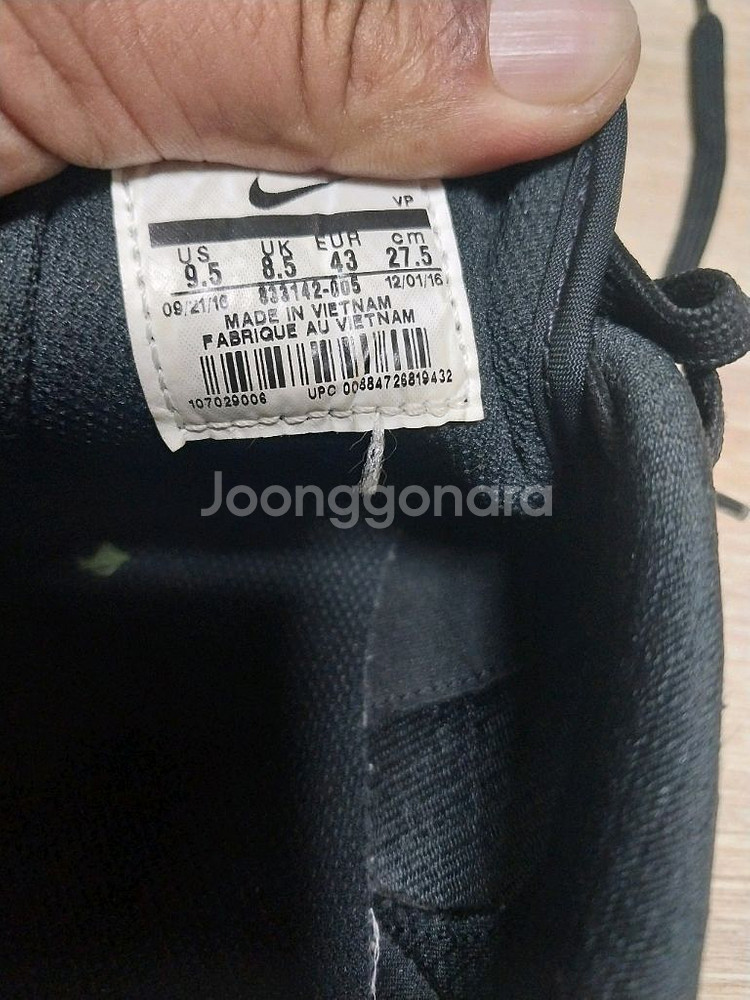 VP
US UK EUR cm
9.5 8.5 43 27.5
09/21/16 833142-005 12/01/16
MADE IN VIETNAM
FABRIQUE AU VIETNAM
107029006 UPC 00884726819432
Joonggonara